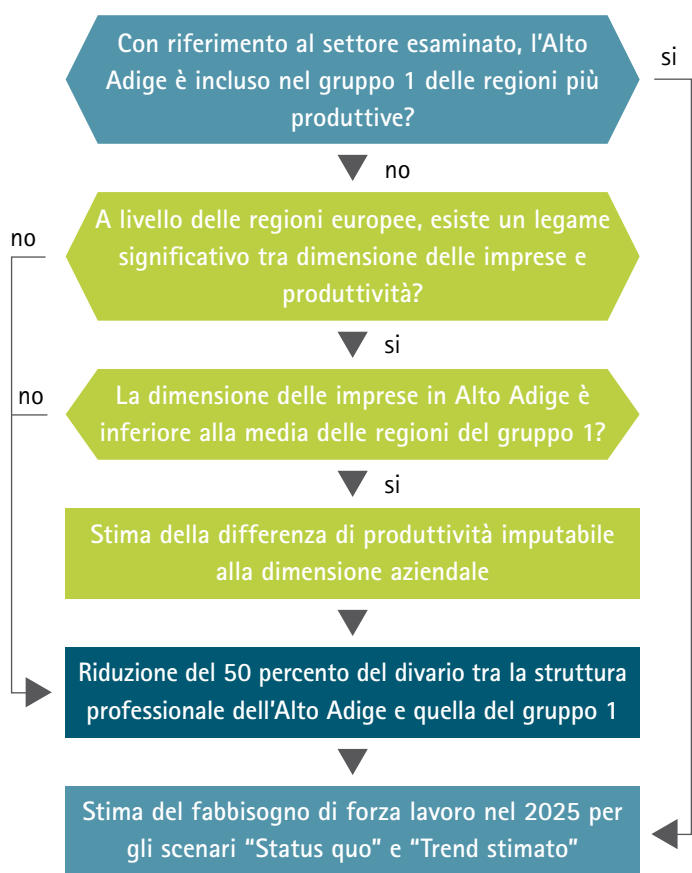 Con riferimento al settore esaminato, l'Alto
Adige è incluso nel gruppo 1 delle regioni più
produttive?
si
no
A livello delle regioni europee, esiste un legame
significativo tra dimensione delle imprese e
produttività?
no
si
La dimensione delle imprese in Alto Adige è
inferiore alla media delle regioni del gruppo 1?
no
si
Stima della differenza di produttività imputabile
alla dimensione aziendale
Riduzione del 50 percento del divario tra la struttura
professionale dell'Alto Adige e quella del gruppo 1
Stima del fabbisogno di forza lavoro nel 2025 per
gli scenari "Status quo" e "Trend stimato"